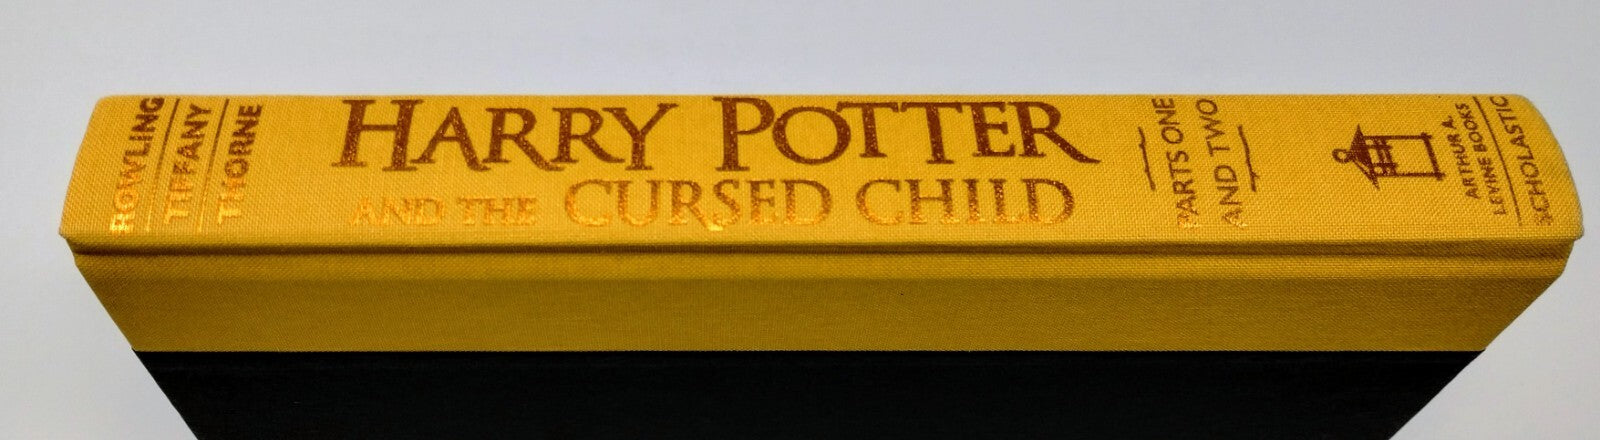 ROWLING
TIFFANY
THORNE
HARRY POTTER
AND THE CURSED CHILD
PARTS ONE
AND TWO
ARTHUR A.
LEVINE BOOKS
SCHOLASTIC